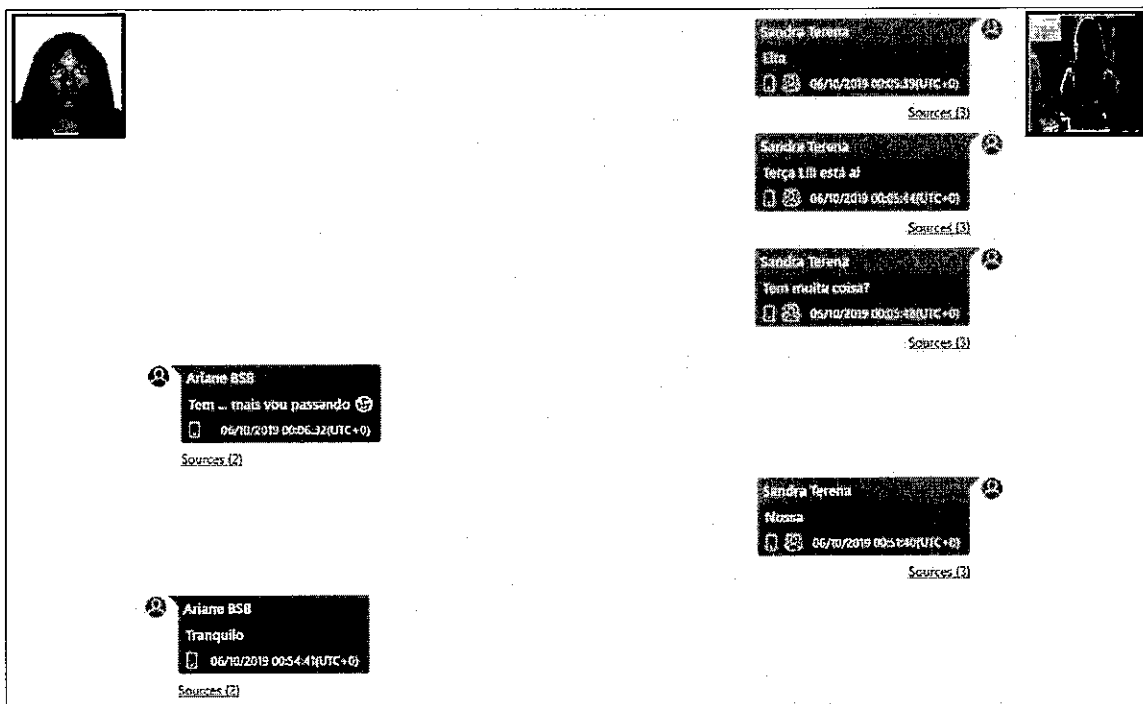 Sandra Terena
Eita
06/10/2019 00:05:39(UTC+0)
Sources (3)
Sandra Terena
Terça Lili está aí
06/10/2019 00:05:44(UTC+0)
Sources (3)
Sandra Terena
Tem muita coisa?
06/10/2019 00:05:48(UTC+0)
Sources (3)
Ariane BSB
Tem ... mais vou passando
06/10/2019 00:06:32(UTC+0)
Sources (2)
Sandra Terena
Nossa
06/10/2019 00:51:40(UTC+0)
Sources (3)
Ariane BSB
Tranquilo
06/10/2019 00:54:41(UTC+0)
Sources (2)